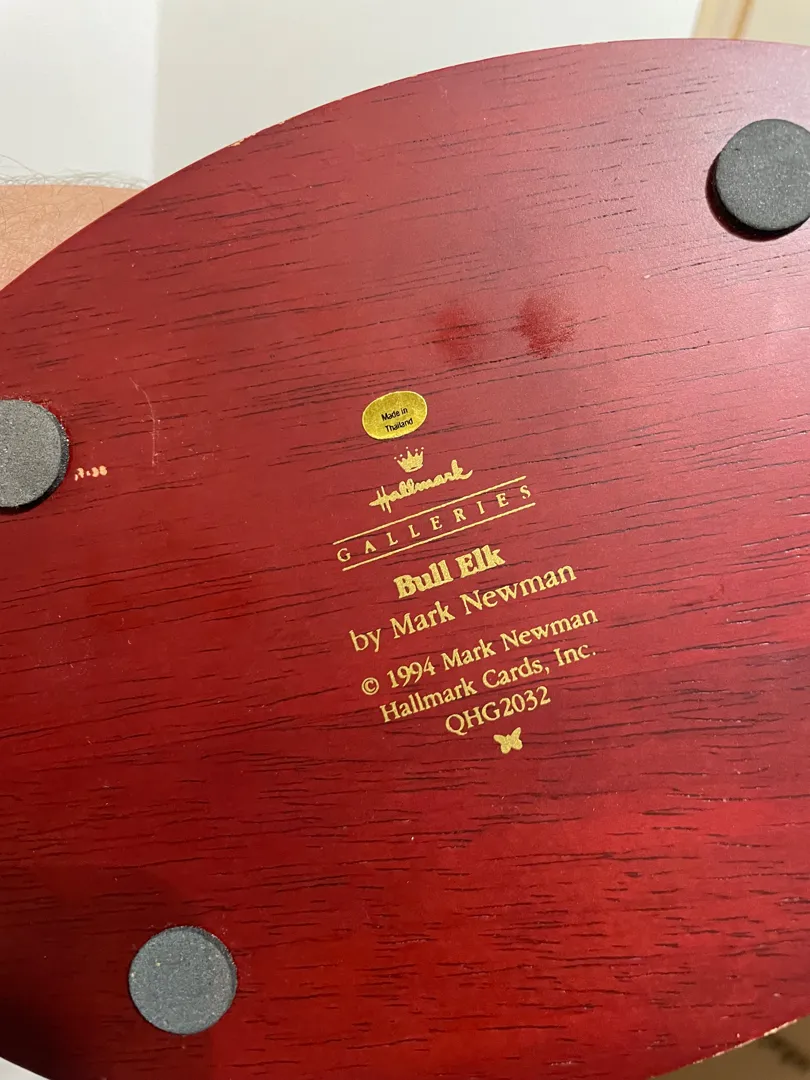 Made in
Thailand
Hallmark
GALLERIES
Bull Elk
by Mark Newman
© 1994 Mark Newman
Hallmark Cards, Inc.
QHG2032